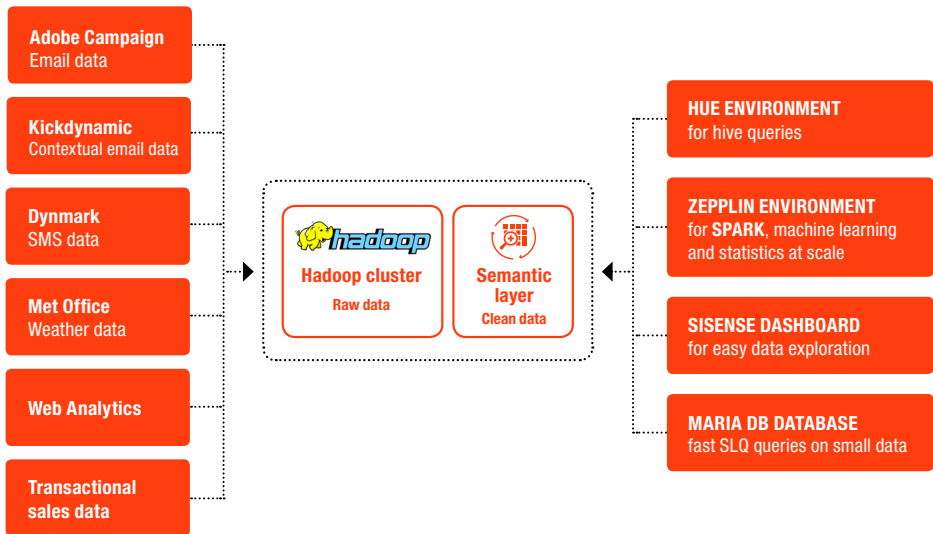 Adobe Campaign
Email data
Kickdynamic
Contextual email data
Dynmark
SMS data
Met Office
Weather data
Web Analytics
Transactional
sales data
hadoop
Hadoop cluster
Raw data
Semantic
layer
Clean data
HUE ENVIRONMENT
for hive queries
ZEPPLIN ENVIRONMENT
for SPARK, machine learning
and statistics at scale
SISENSE DASHBOARD
for easy data exploration
MARIA DB DATABASE
fast SLQ queries on small data